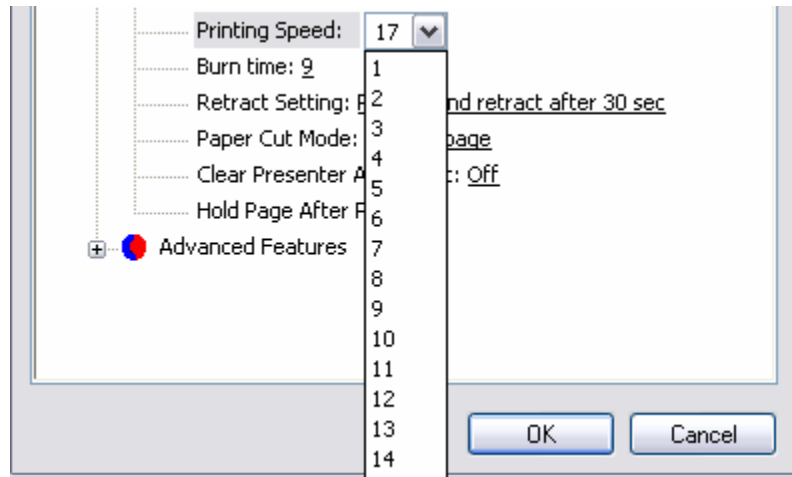 Printing Speed: 17
Burn time: 9
1
Retract Setting: 2 nd retract after 30 sec
3
Paper Cut Mode: page
4
Clear Presenter A : Off
5
Hold Page After 6
Advanced Features 7
8
9
10
11
12
13
14
OK Cancel